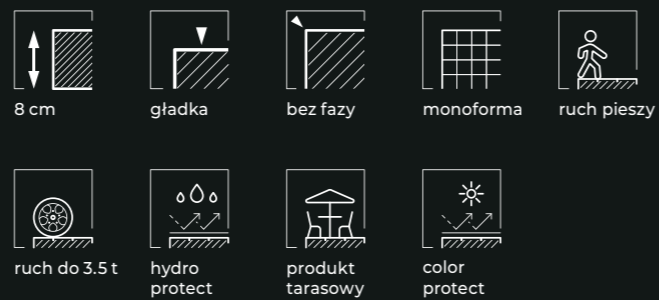 8 cm
gładka
bez fazy
monoforma
ruch pieszy
ruch do 3.5 t
hydro
protect
produkt
tarasowy
color
protect